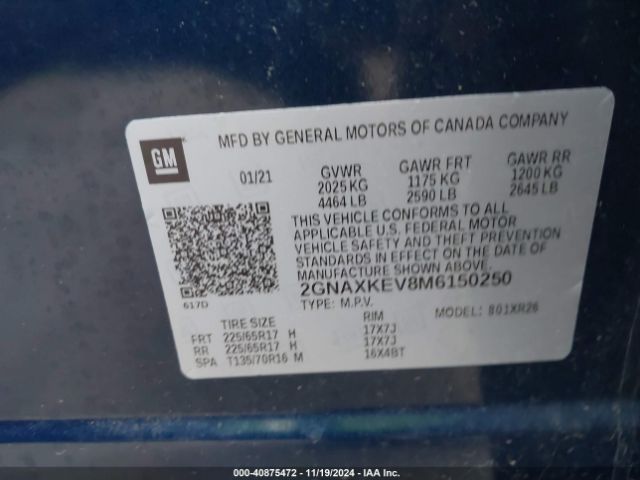 MFD BY GENERAL MOTORS OF CANADA COMPANY
GM
01/21 GVWR GAWR FRT GAWR RR
2025 KG 1175 KG 1200 KG
4464 LB 2590 LB 2645 LB
THIS VEHICLE CONFORMS TO ALL
APPLICABLE U.S. FEDERAL MOTOR
VEHICLE SAFETY AND THEFT PREVENTION
STANDARDS IN EFFECT ON THE DATE OF
MANUFACTURE SHOWN ABOVE.
617D
2GNAXKEV8M6150250
TYPE: M.P.V. MODEL: 801XR26
TIRE SIZE RIM
FRT 225/65R17 H 17X7J
RR 225/65R17 H 17X7J
SPA T135/70R16 M 16X4BT
000-40875472 - 11/19/2024 - IAA Inc.